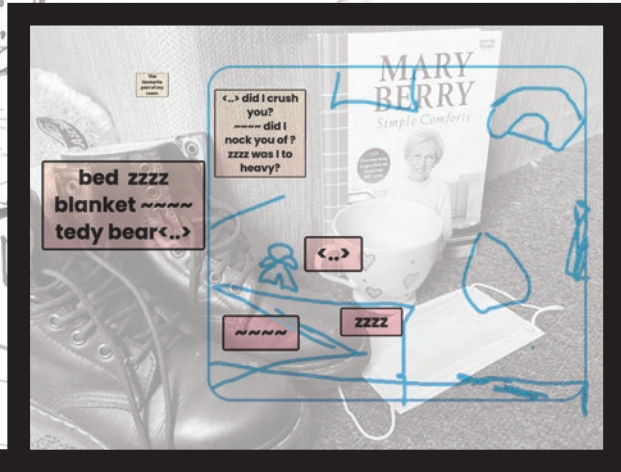 The
favourite
part of my
room
<..> did I crush
you?
~~~~ did I
nock you of ?
zzzz was I to
heavy?
MARY
BERRY
Simple Comforts
bed zzzz
blanket ~~~~
tedy bear<..>
<..>
zzzz
~~~~